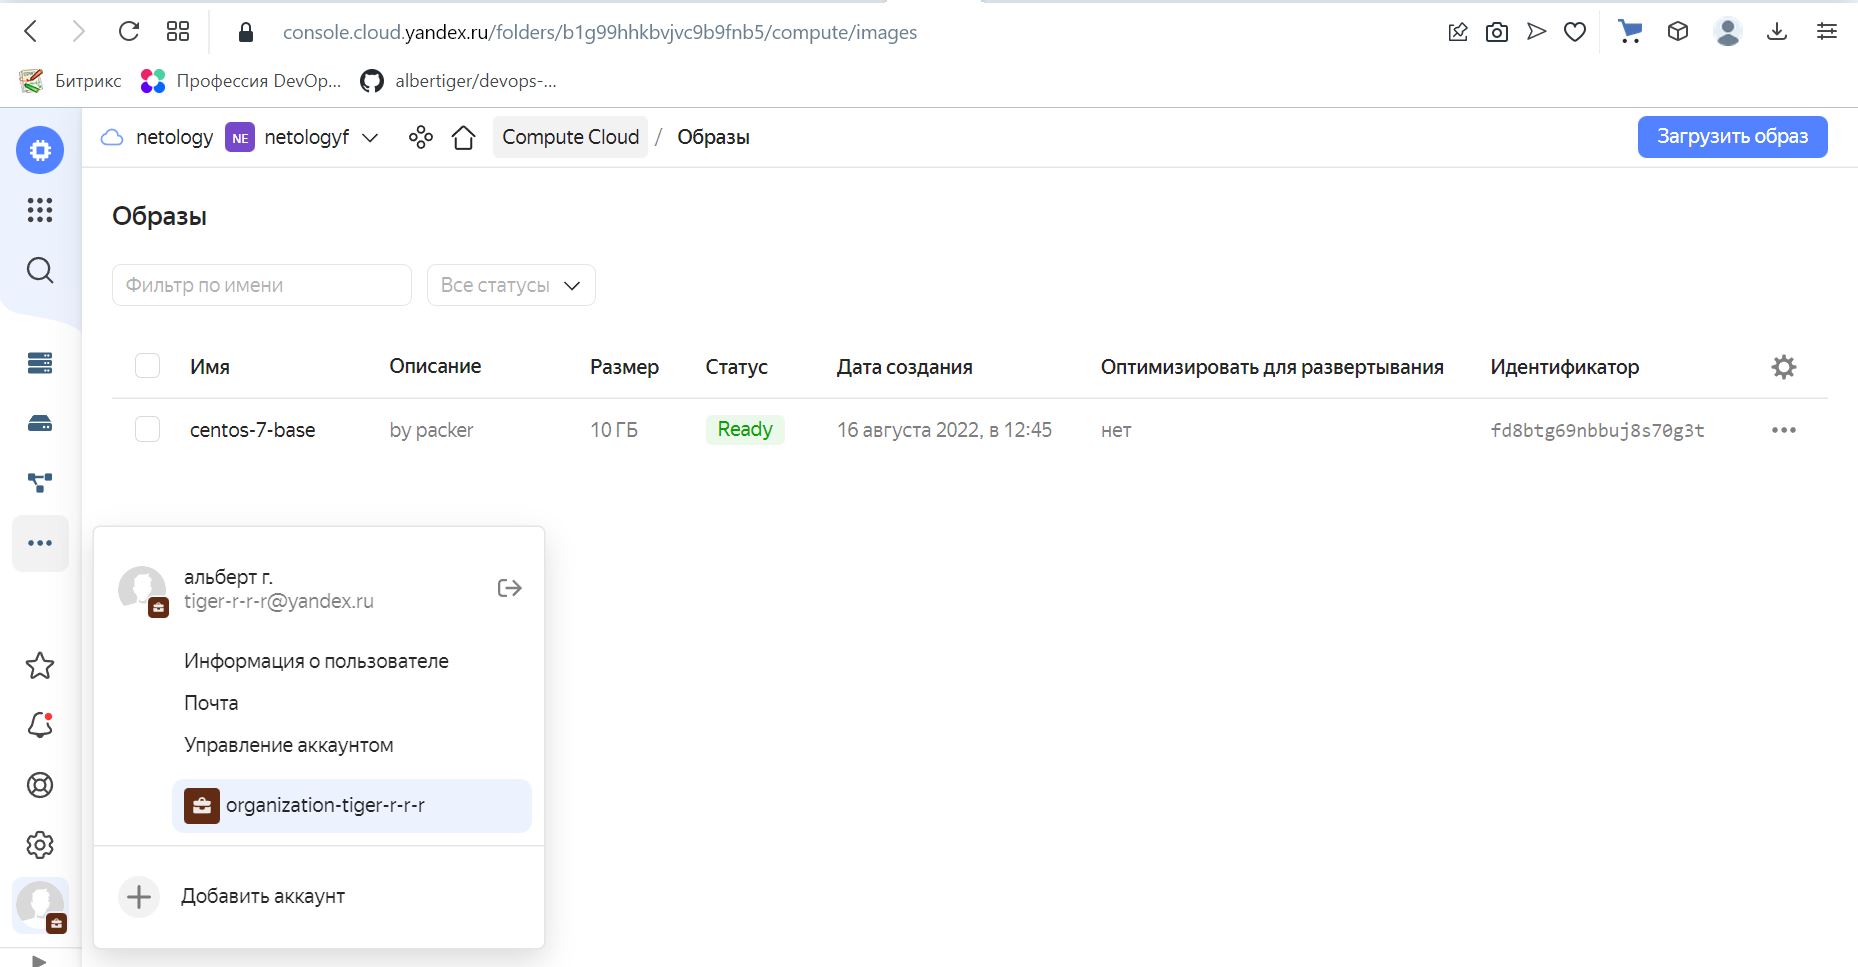 console.cloud.yandex.ru/folders/b1g99hhkbvjvc9b9fnb5/compute/images
Битрикс Профессия DevOp... albertiger/devops-...
netology NE netologyf Compute Cloud / Образы Загрузить образ
Образы
Фильтр по имени Все статусы
Имя Описание Размер Статус Дата создания Оптимизировать для развертывания Идентификатор
centos-7-base by packer 10 ГБ Ready 16 августа 2022, в 12:45 нет fd8btg69nbbuj8s70g3t
альберт г.
tiger-r-r-r@yandex.ru
Информация о пользователе
Почта
Управление аккаунтом
organization-tiger-r-r-r
Добавить аккаунт